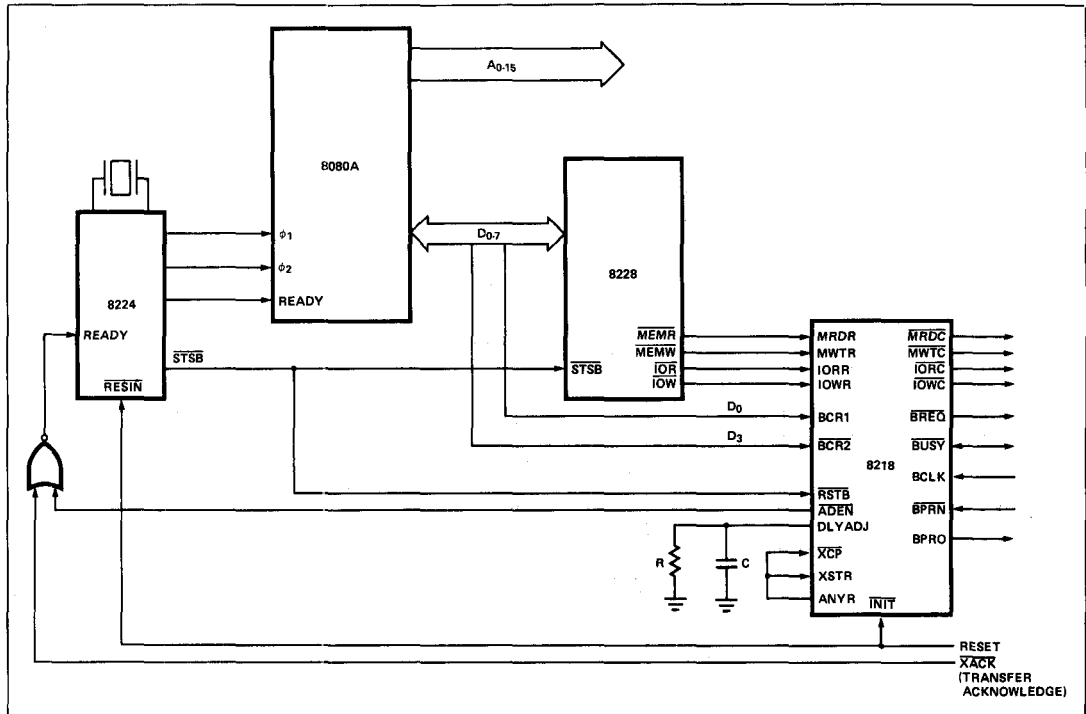 A0-15
8080A
D0-7
8228
8224
φ1
φ2
READY
READY
STSB
RESIN
STSB
MEMR
MEMW
IOR
IOW
D0
D3
MRDR
MWTR
IORR
IOWR
BCR1
BCR2
8218
RSTB
ADEN
DLYADJ
XCP
XSTR
ANYR
INIT
MRDC
MWTC
IORC
IOWC
BREQ
BUSY
BCLK
BPRN
BPRO
R
C
RESET
XACK
(TRANSFER
ACKNOWLEDGE)